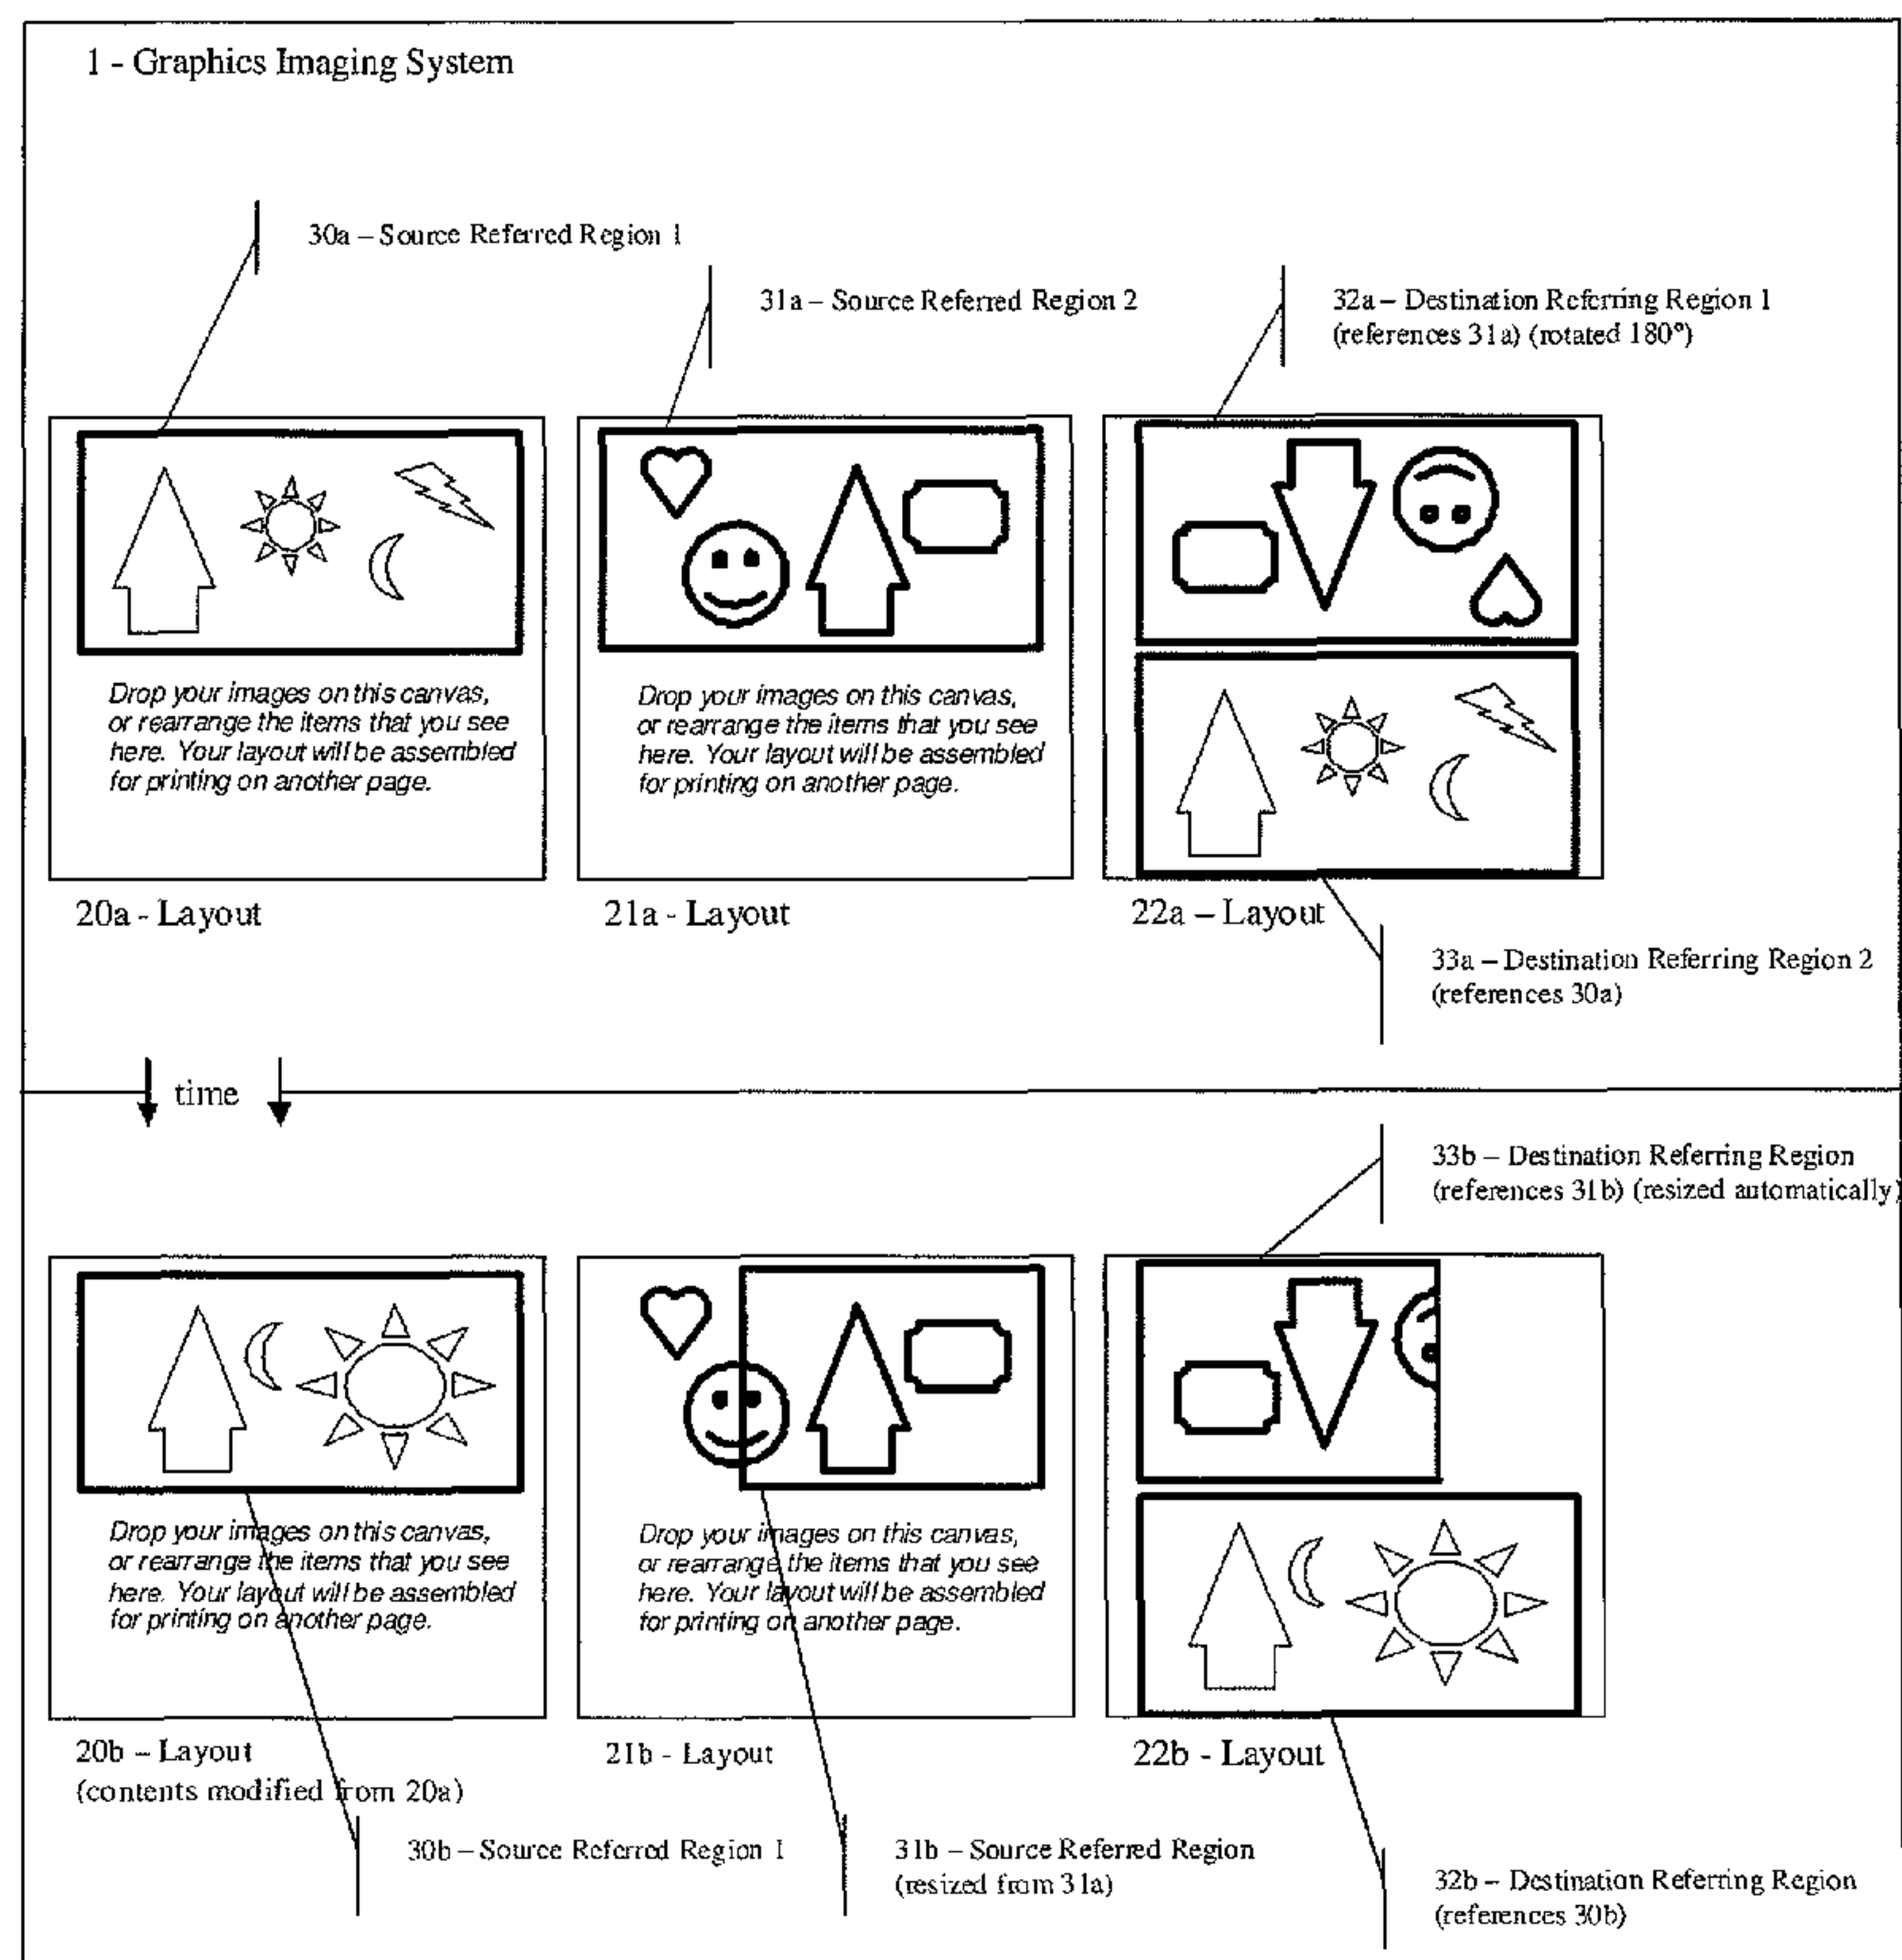 1 - Graphics Imaging System
30a – Source Referred Region 1
31a – Source Referred Region 2
32a – Destination Referring Region 1
(references 31a) (rotated 180°)
Drop your images on this canvas,
or rearrange the items that you see
here. Your layout will be assembled
for printing on another page.
Drop your images on this canvas,
or rearrange the items that you see
here. Your layout will be assembled
for printing on another page.
20a - Layout
21a - Layout
22a – Layout
33a – Destination Referring Region 2
(references 30a)
time
33b – Destination Referring Region
(references 31b) (resized automatically)
Drop your images on this canvas,
or rearrange the items that you see
here. Your layout will be assembled
for printing on another page.
Drop your images on this canvas,
or rearrange the items that you see
here. Your layout will be assembled
for printing on another page.
20b – Layout
(contents modified from 20a)
21b - Layout
22b - Layout
30b – Source Referred Region 1
31b – Source Referred Region
(resized from 31a)
32b – Destination Referring Region
(references 30b)